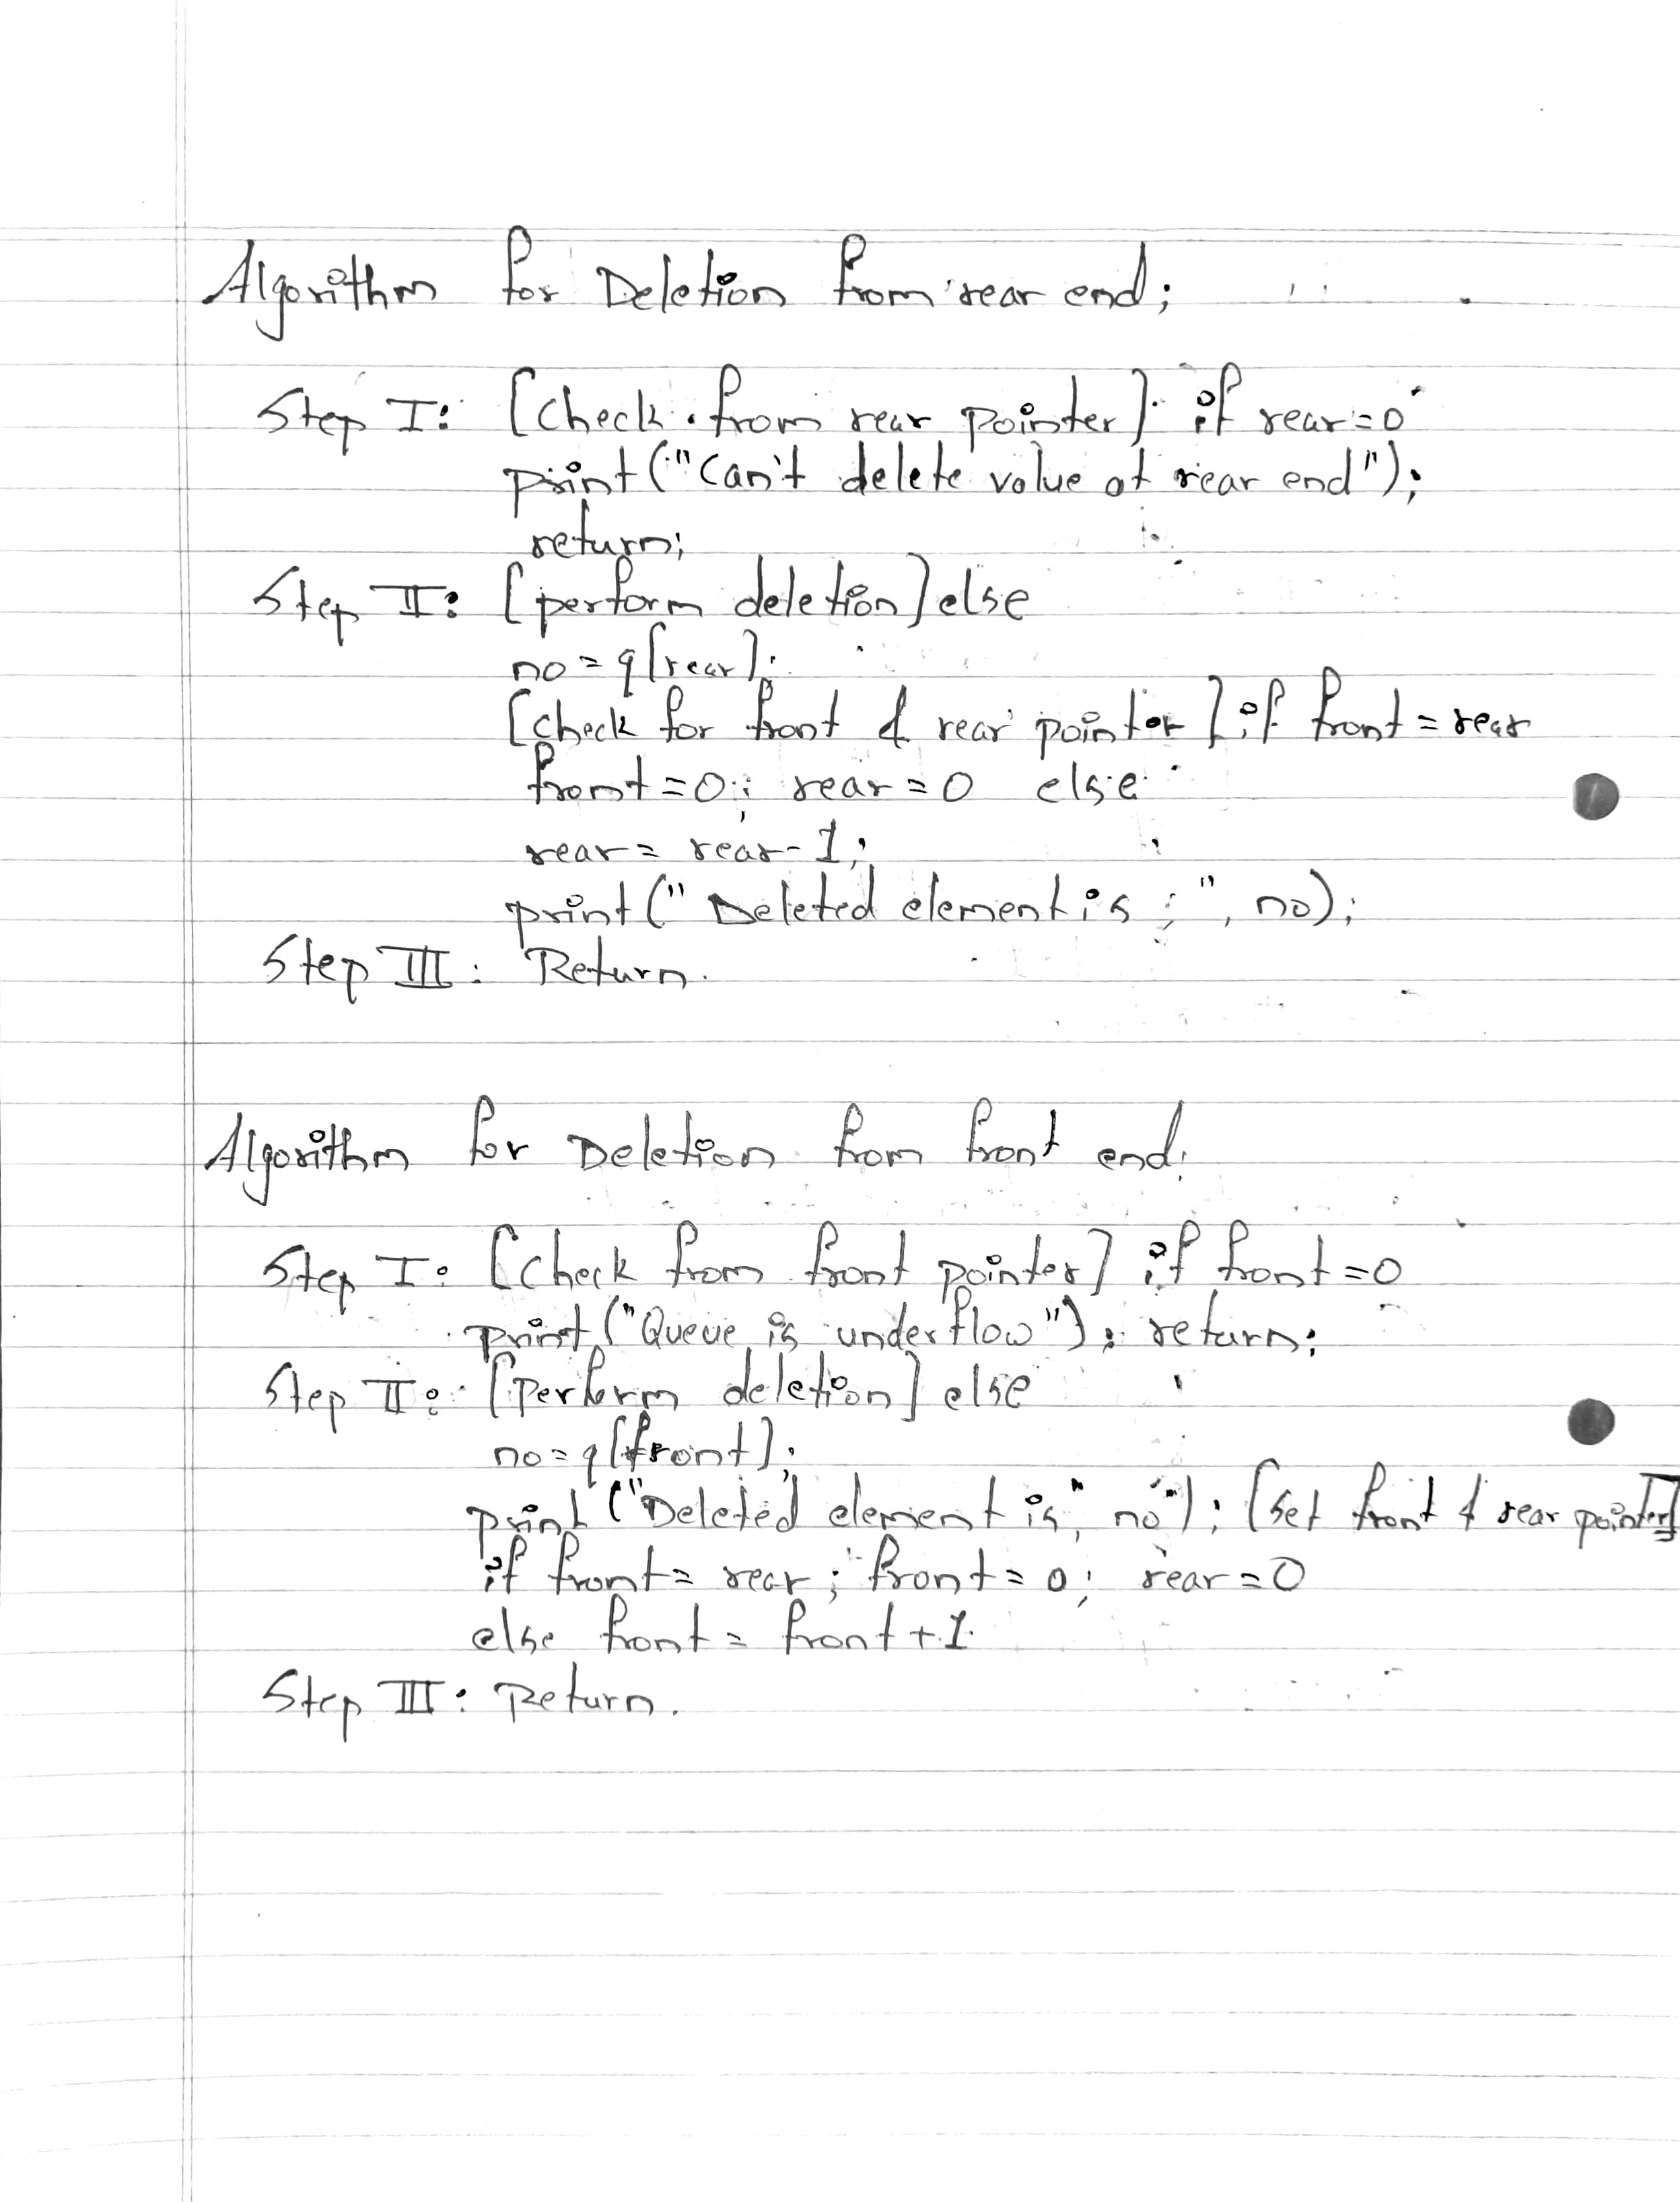 Algorithm for Deletion from rear end;
Step I: [Check from rear pointer] if rear=0
print("Can't delete value at rear end");
return;
Step II: [perform deletion] else
no = q[rear];
[check for front & rear pointer] if front = rear
front=0; rear=0 else
rear= rear-1;
print("Deleted element is :", no);
Step III: Return.
Algorithm for Deletion from front end;
Step I: [Check from front pointer] if front=0
print("Queue is underflow"); return;
Step II: [Perform deletion] else
no=q[front];
print("Deleted element is", no"); [Set front & rear pointer]
if front= rear; front=0; rear=0
else front= front+1
Step III: Return.